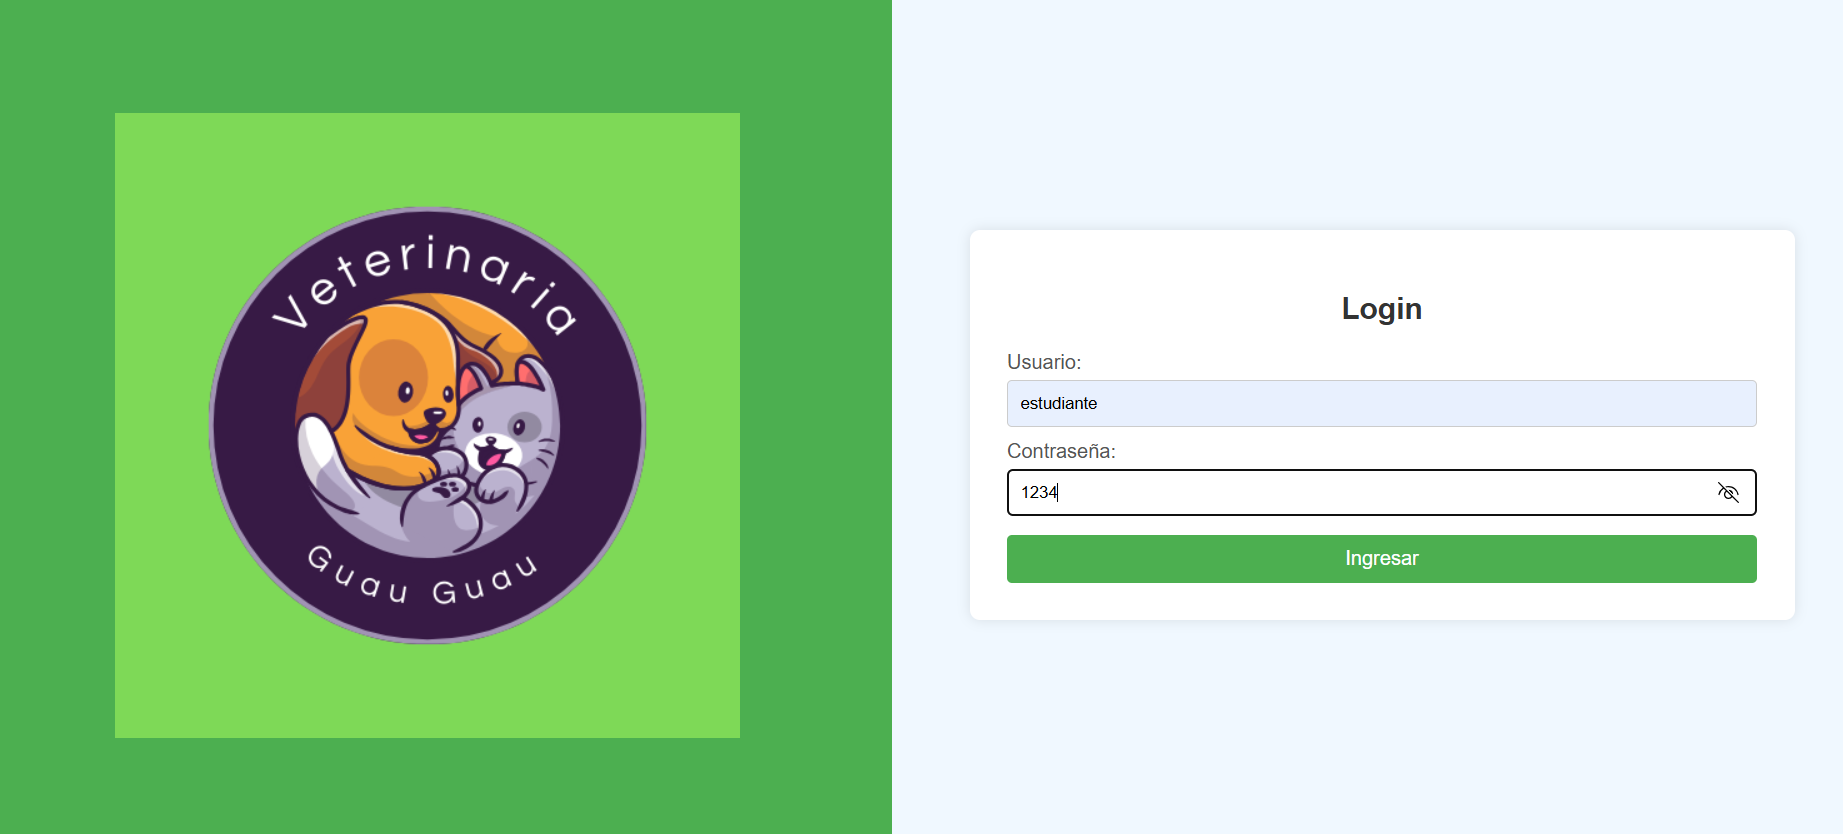 Veterinaria
Guau Guau
Login
Usuario:
estudiante
Contraseña:
1234
Ingresar